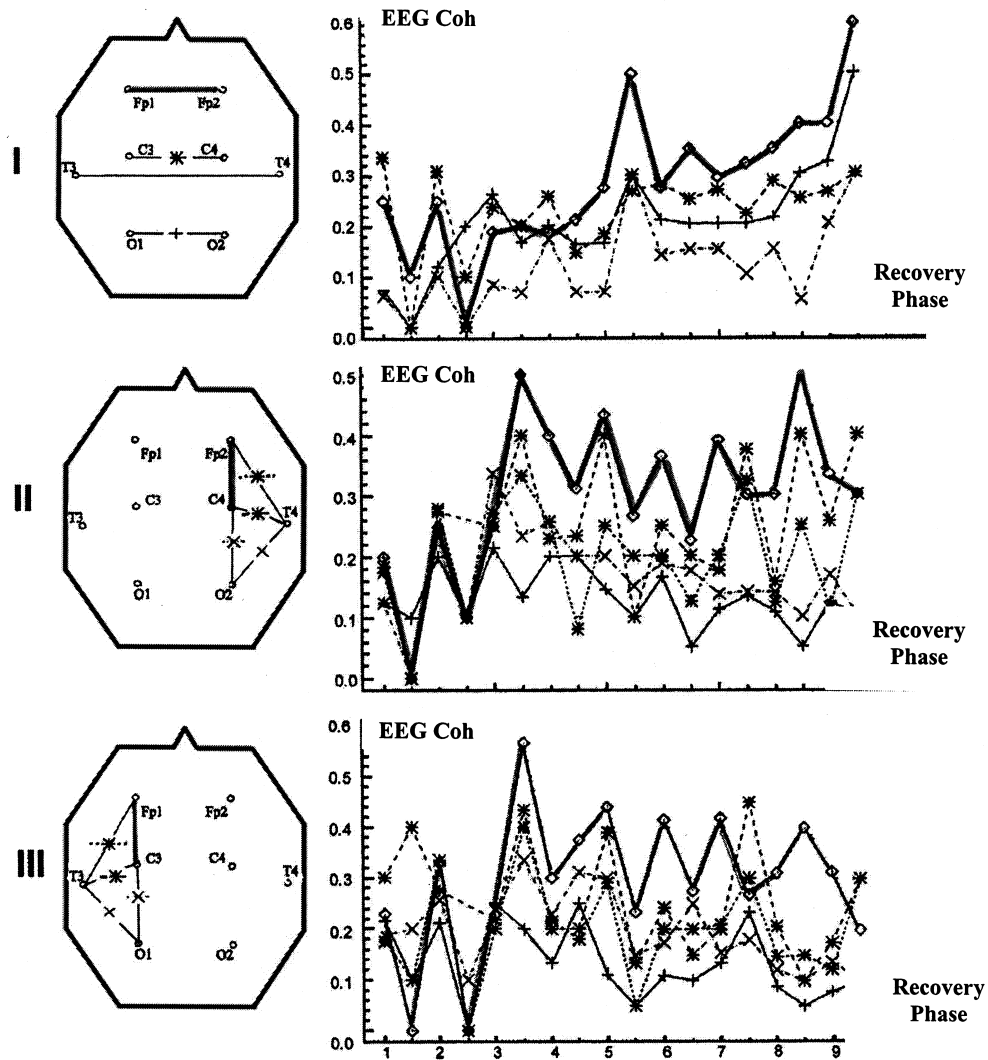 I
Fp1 Fp2
C3 C4
T3 T4
O1 O2
EEG Coh
0.6
0.5
0.4
0.3
0.2
0.1
0.0
Recovery
Phase
II
Fp1 Fp2
C3 C4
T3 T4
O1 O2
EEG Coh
0.5
0.4
0.3
0.2
0.1
0.0
Recovery
Phase
III
Fp1 Fp2
C3 C4
T3 T4
O1 O2
EEG Coh
0.6
0.5
0.4
0.3
0.2
0.1
0.0
1 2 3 4 5 6 7 8 9
Recovery
Phase